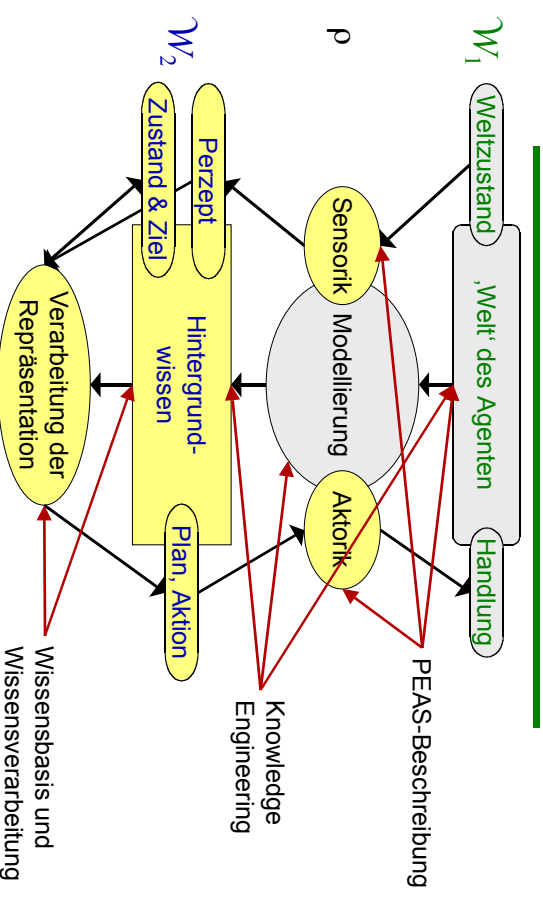 𝒲₁
Weltzustand
‚Welt‘ des Agenten
Handlung
PEAS-Beschreibung
ρ
Sensorik
Modellierung
Aktorik
Knowledge
Engineering
𝒲₂
Perzept
Zustand & Ziel
Hintergrund-
wissen
Plan, Aktion
Verarbeitung der
Repräsentation
Wissensbasis und
Wissensverarbeitung